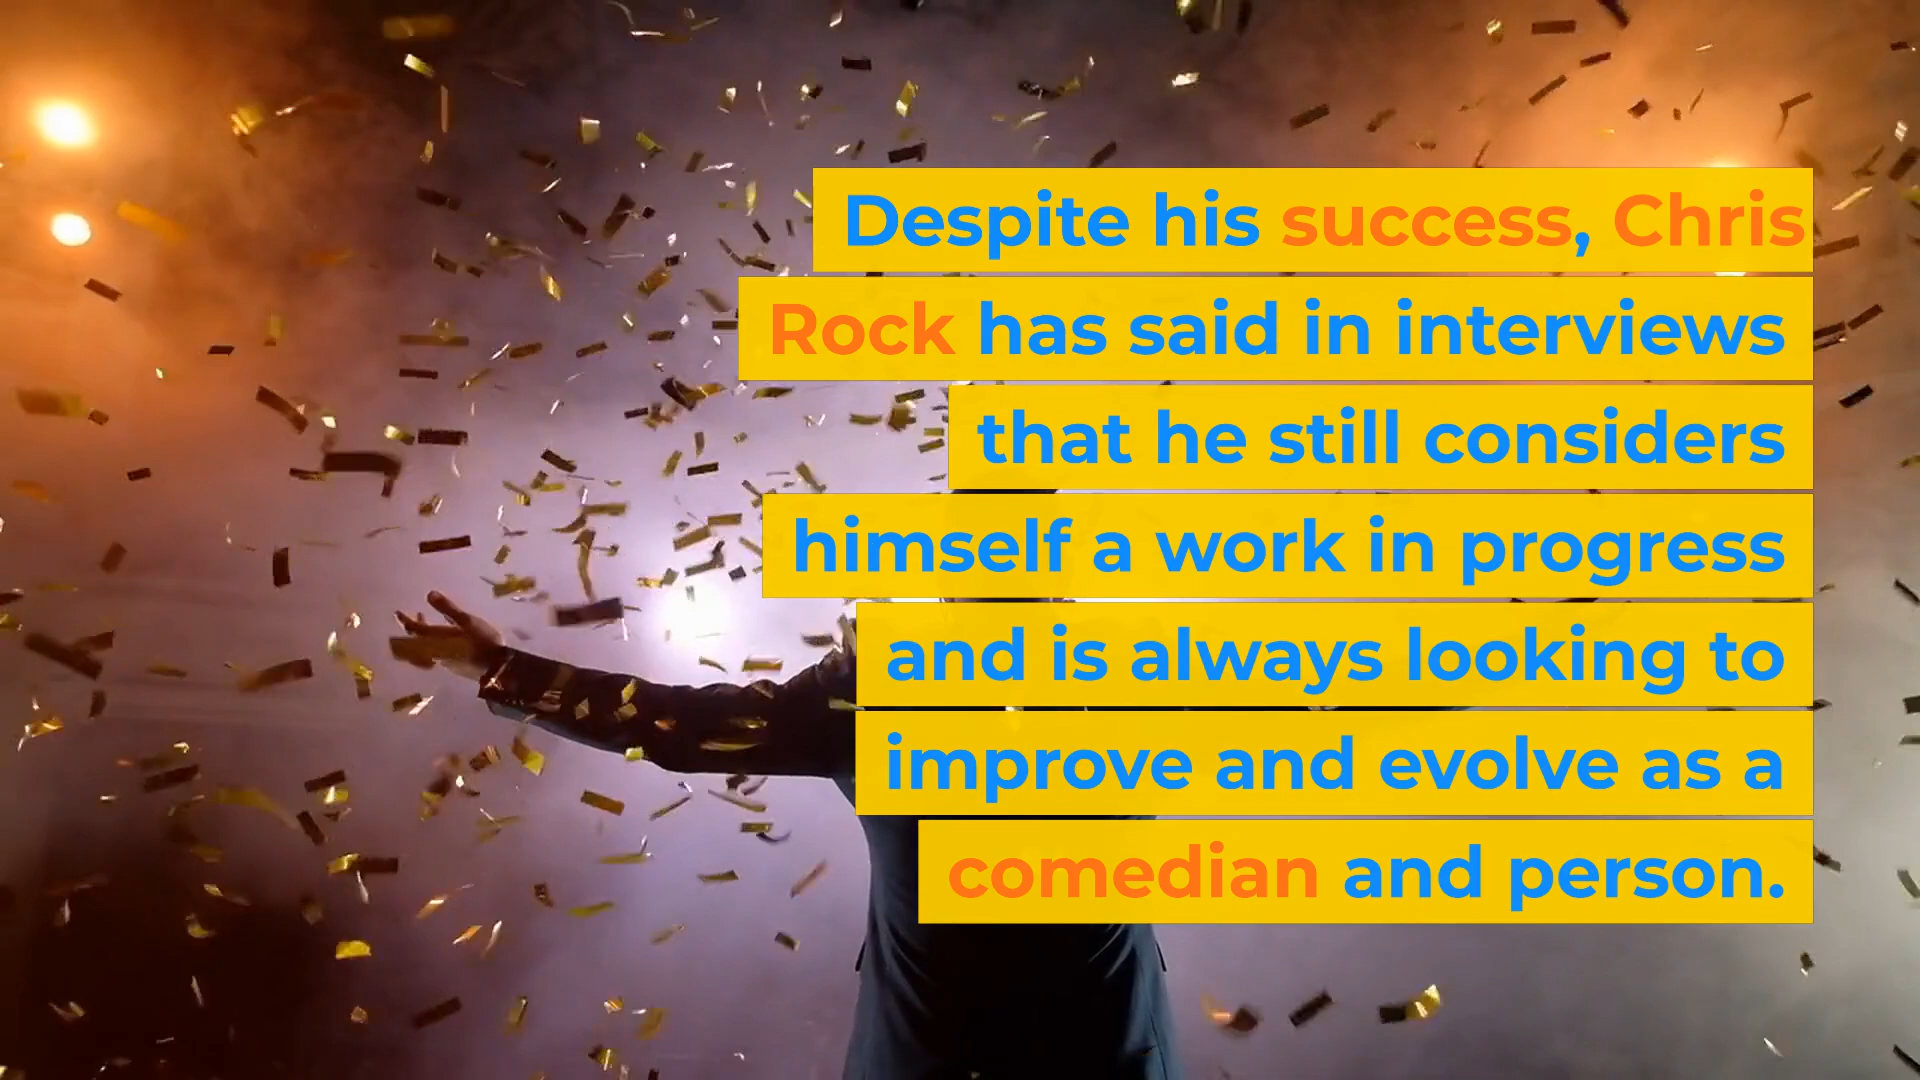 Despite his success, Chris
Rock has said in interviews
that he still considers
himself a work in progress
and is always looking to
improve and evolve as a
comedian and person.